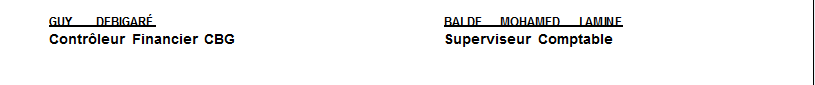 GUY DEBIGARÉ BALDE MOHAMED LAMINE
Contrôleur Financier CBG Superviseur Comptable